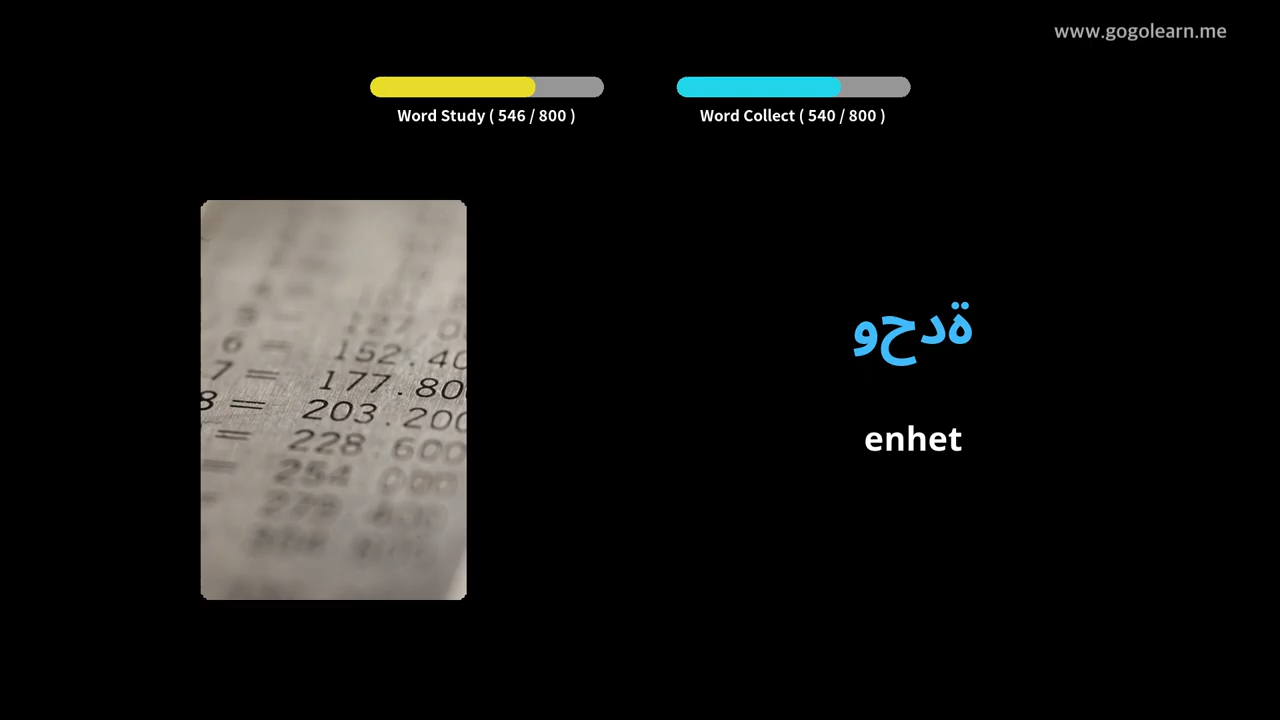 www.gogolearn.me
Word Study ( 546 / 800 )
Word Collect ( 540 / 800 )
6 = 152.40
7 = 177.80
8 = 203.200
= 228.600
= 254
وحدة
enhet